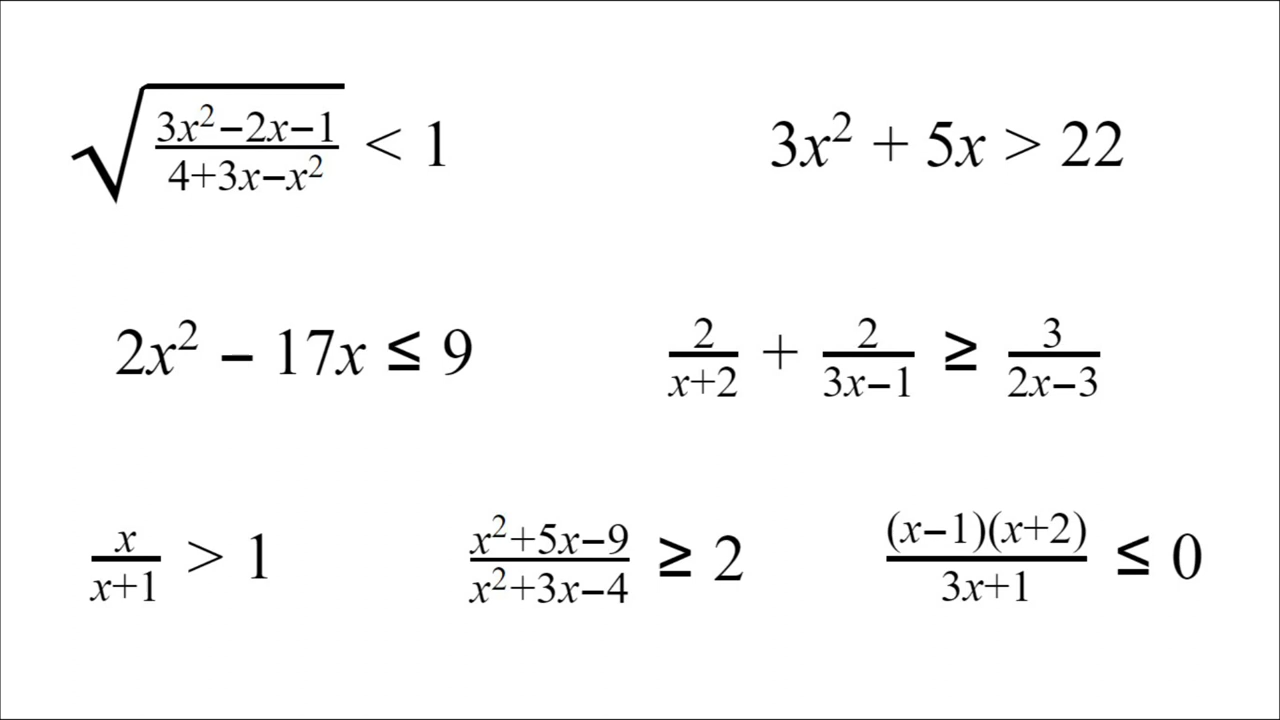 √((3x²−2x−1)/(4+3x−x²)) < 1
3x² + 5x > 22
2x² − 17x ≤ 9
2/(x+2) + 2/(3x−1) ≥ 3/(2x−3)
x/(x+1) > 1
(x²+5x−9)/(x²+3x−4) ≥ 2
((x−1)(x+2))/(3x+1) ≤ 0